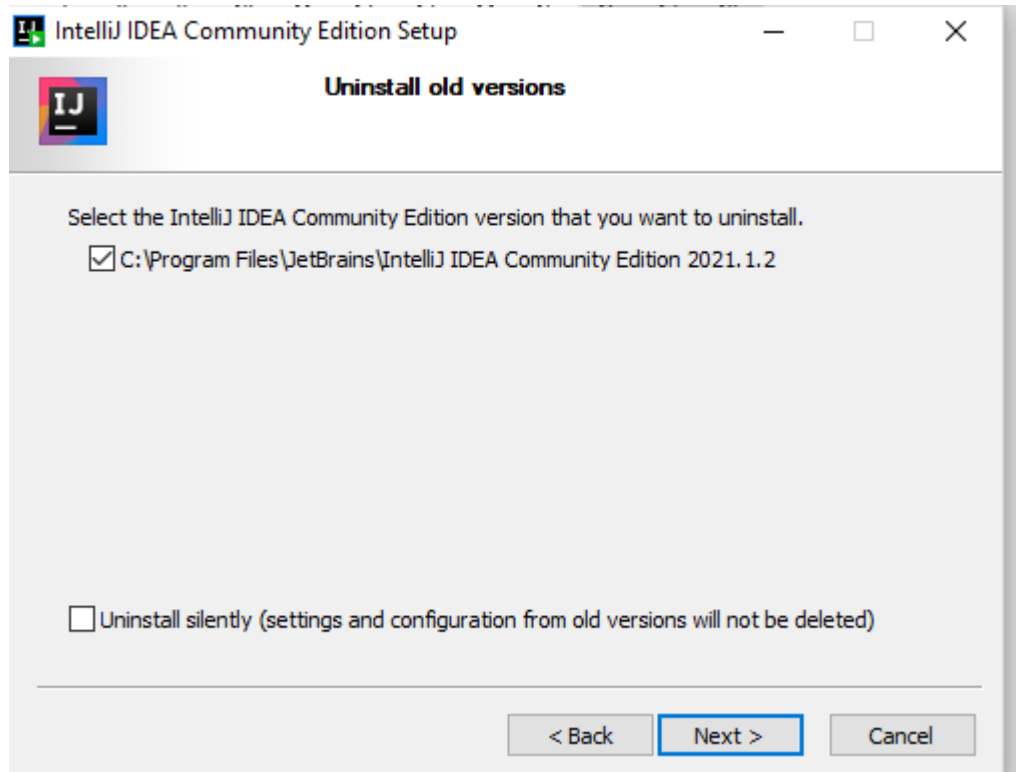 IntelliJ IDEA Community Edition Setup
Uninstall old versions
IJ
Select the IntelliJ IDEA Community Edition version that you want to uninstall.
C:\Program Files\JetBrains\IntelliJ IDEA Community Edition 2021.1.2
Uninstall silently (settings and configuration from old versions will not be deleted)
< Back Next > Cancel